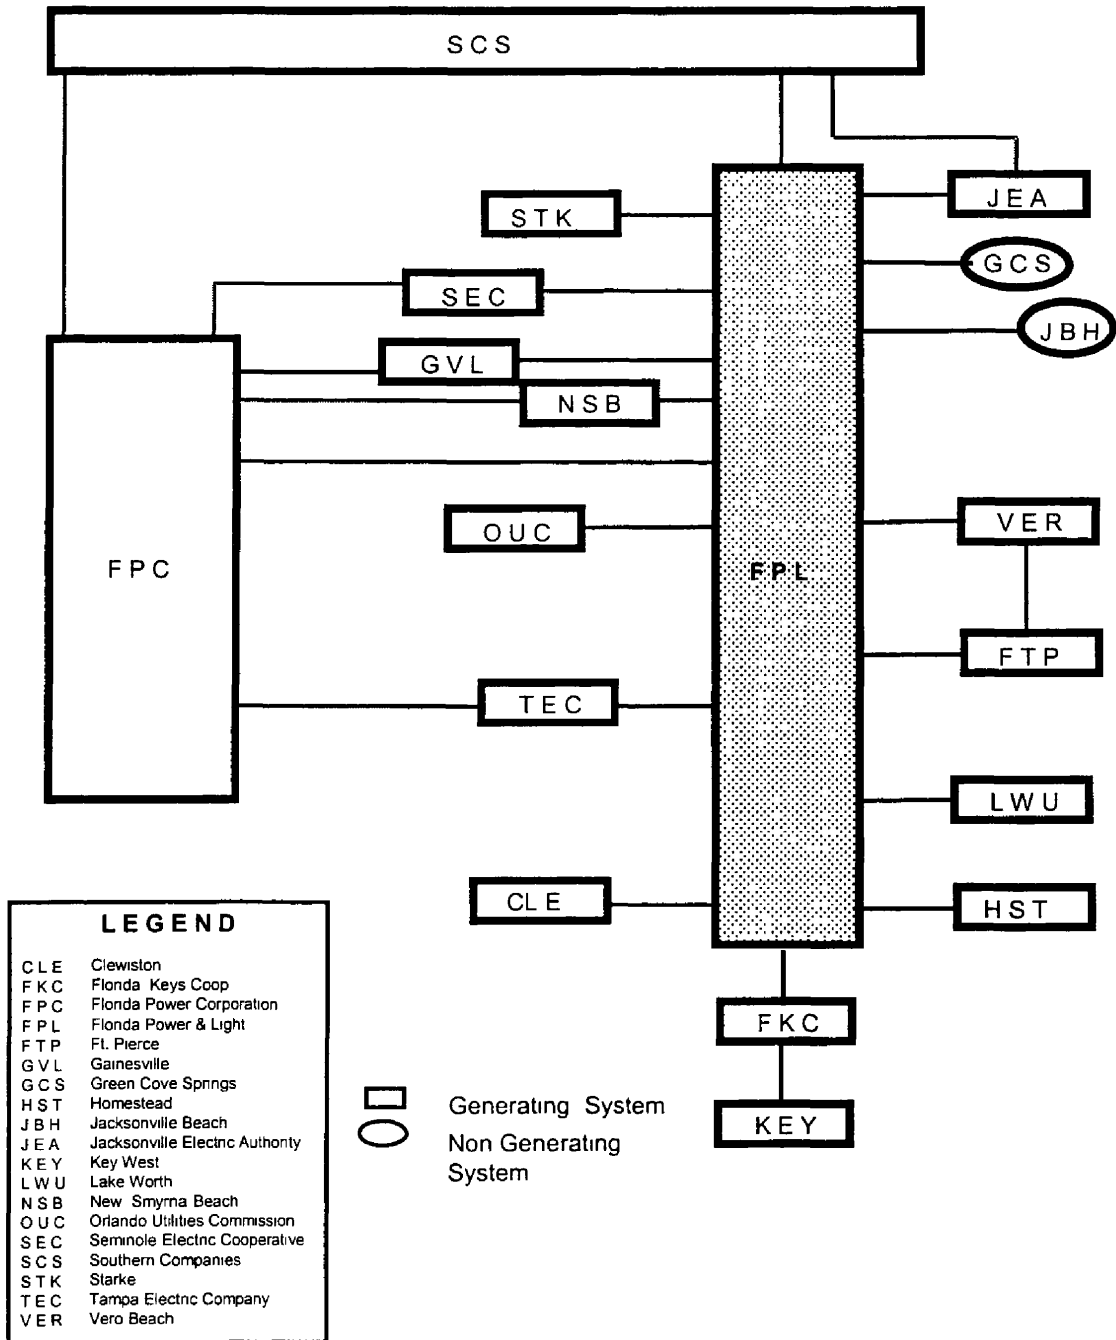 SCS
JEA
STK
GCS
SEC
JBH
GVL
NSB
VER
OUC
FPC
FPL
FTP
TEC
LWU
CLE
HST
FKC
KEY
LEGEND
CLE Clewiston
FKC Florida Keys Coop
FPC Florida Power Corporation
FPL Florida Power & Light
FTP Ft. Pierce
GVL Gainesville
GCS Green Cove Springs
HST Homestead
JBH Jacksonville Beach
JEA Jacksonville Electric Authority
KEY Key West
LWU Lake Worth
NSB New Smyrna Beach
OUC Orlando Utilities Commission
SEC Seminole Electric Cooperative
SCS Southern Companies
STK Starke
TEC Tampa Electric Company
VER Vero Beach
Generating System
Non Generating
System